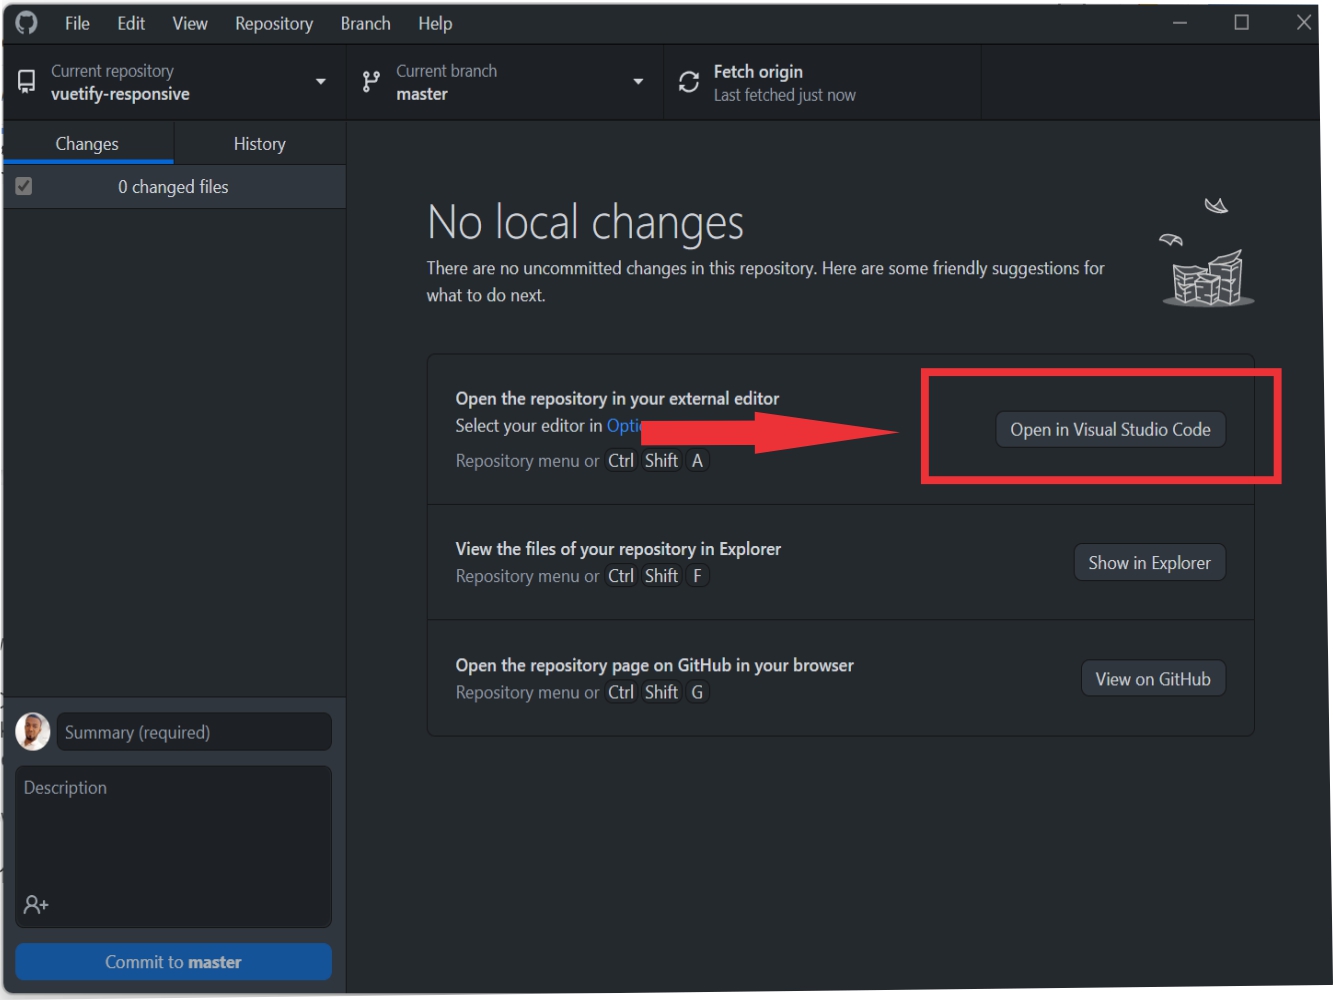 File Edit View Repository Branch Help
Current repository
vuetify-responsive
Current branch
master
Fetch origin
Last fetched just now
Changes
History
0 changed files
No local changes
There are no uncommitted changes in this repository. Here are some friendly suggestions for
what to do next.
Open the repository in your external editor
Select your editor in
Repository menu or Ctrl Shift A
Open in Visual Studio Code
View the files of your repository in Explorer
Repository menu or Ctrl Shift F
Show in Explorer
Open the repository page on GitHub in your browser
Repository menu or Ctrl Shift G
View on GitHub
Summary (required)
Description
Commit to master